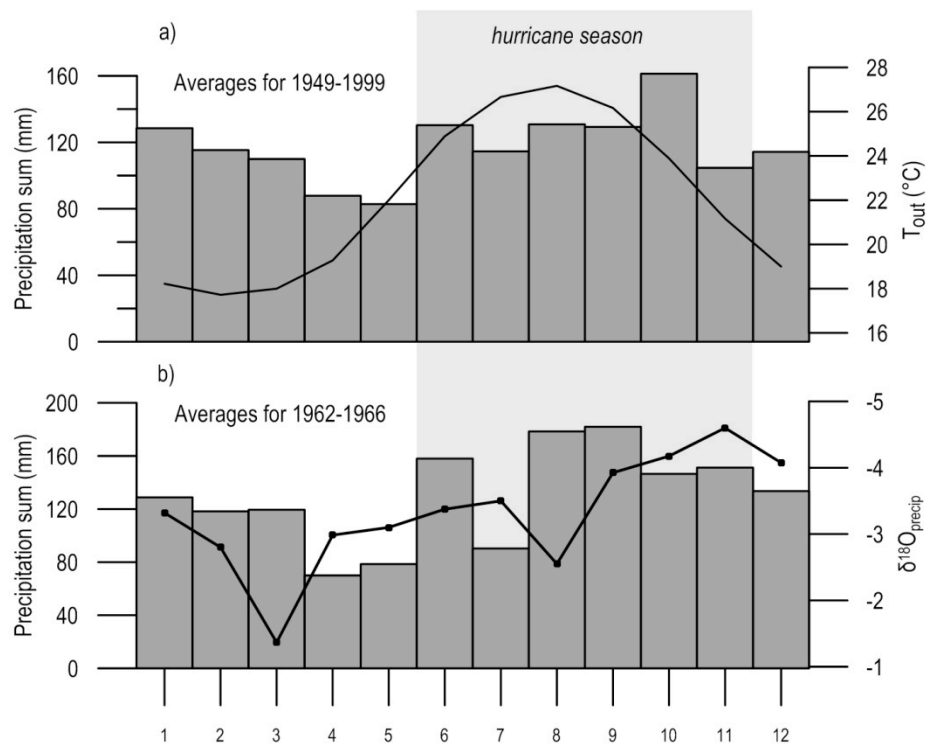 a)
hurricane season
Averages for 1949-1999
160
120
80
40
0
Precipitation sum (mm)
28
26
24
22
20
18
16
Tout (°C)
b)
Averages for 1962-1966
200
160
120
80
40
0
Precipitation sum (mm)
-5
-4
-3
-2
-1
δ18Oprecip
1 2 3 4 5 6 7 8 9 10 11 12